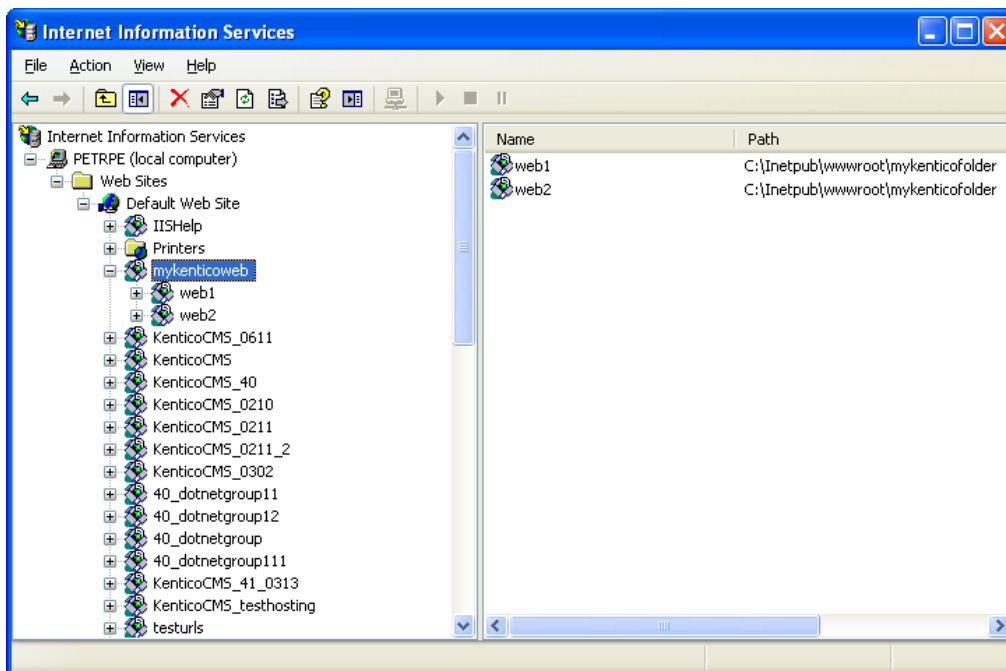 Internet Information Services
File Action View Help
Internet Information Services
PETRPE (local computer)
Web Sites
Default Web Site
IISHelp
Printers
mykenticoweb
web1
web2
KenticoCMS_0611
KenticoCMS
KenticoCMS_40
KenticoCMS_0210
KenticoCMS_0211
KenticoCMS_0211_2
KenticoCMS_0302
40_dotnetgroup11
40_dotnetgroup12
40_dotnetgroup
40_dotnetgroup111
KenticoCMS_41_0313
KenticoCMS_testhosting
testurls
Name Path
web1 C:\Inetpub\wwwroot\mykenticofolder
web2 C:\Inetpub\wwwroot\mykenticofolder